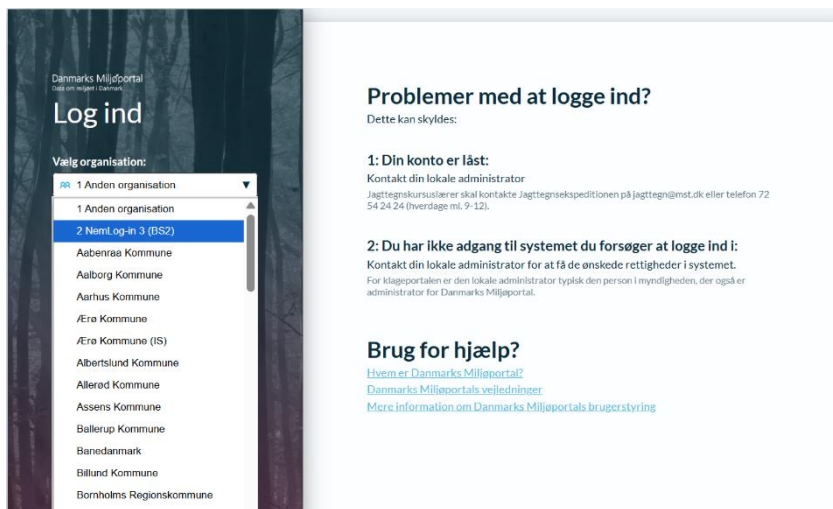 Danmarks Miljøportal
Data om miljøet i Danmark
Log ind
Vælg organisation:
1 Anden organisation
1 Anden organisation
2 NemLog-in 3 (BS2)
Aabenraa Kommune
Aalborg Kommune
Aarhus Kommune
Ærø Kommune
Ærø Kommune (IS)
Albertslund Kommune
Allerød Kommune
Assens Kommune
Ballerup Kommune
Banedanmark
Billund Kommune
Bornholms Regionskommune
Problemer med at logge ind?
Dette kan skyldes:
1: Din konto er låst:
Kontakt din lokale administrator
Jagttegnskursuslærer skal kontakte Jagttegnsekspeditionen på jagttegn@mst.dk eller telefon 72
54 24 24 (hverdage ml. 9-12).
2: Du har ikke adgang til systemet du forsøger at logge ind i:
Kontakt din lokale administrator for at få de ønskede rettigheder i systemet.
For klageportalen er den lokale administrator typisk den person i myndigheden, der også er
administrator for Danmarks Miljøportal.
Brug for hjælp?
Hvem er Danmarks Miljøportal?
Danmarks Miljøportals vejledninger
Mere information om Danmarks Miljøportals brugerstyring